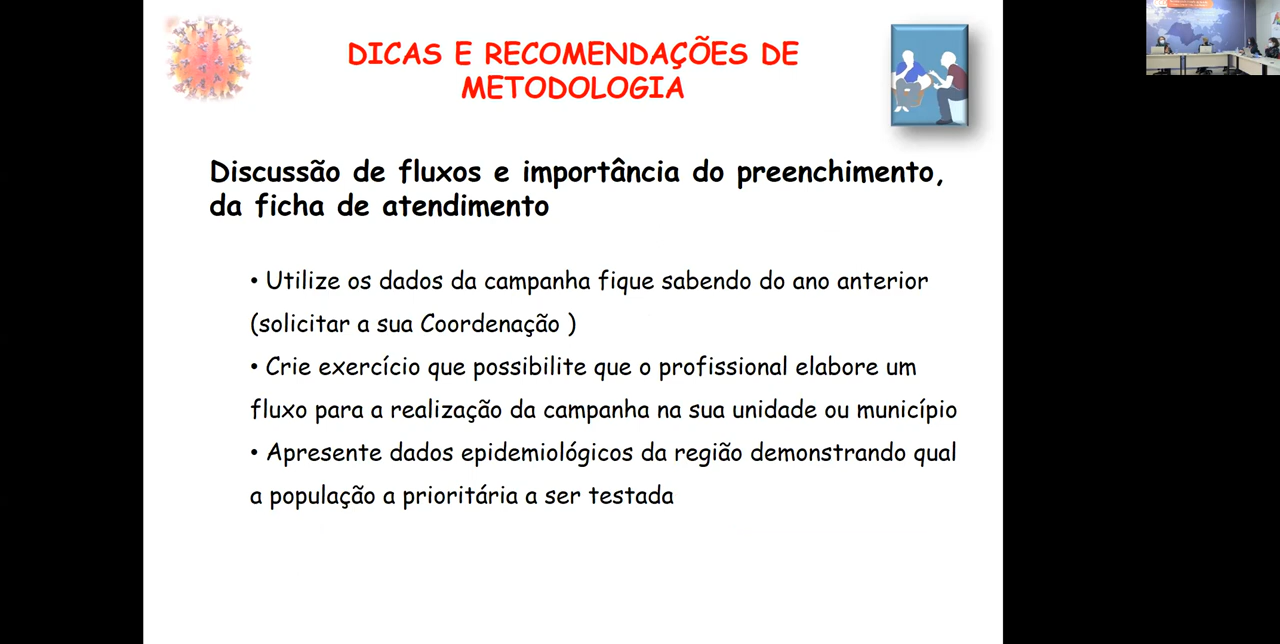 DICAS E RECOMENDAÇÕES DE
METODOLOGIA
Discussão de fluxos e importância do preenchimento,
da ficha de atendimento
• Utilize os dados da campanha fique sabendo do ano anterior
(solicitar a sua Coordenação )
• Crie exercício que possibilite que o profissional elabore um
fluxo para a realização da campanha na sua unidade ou município
• Apresente dados epidemiológicos da região demonstrando qual
a população a prioritária a ser testada